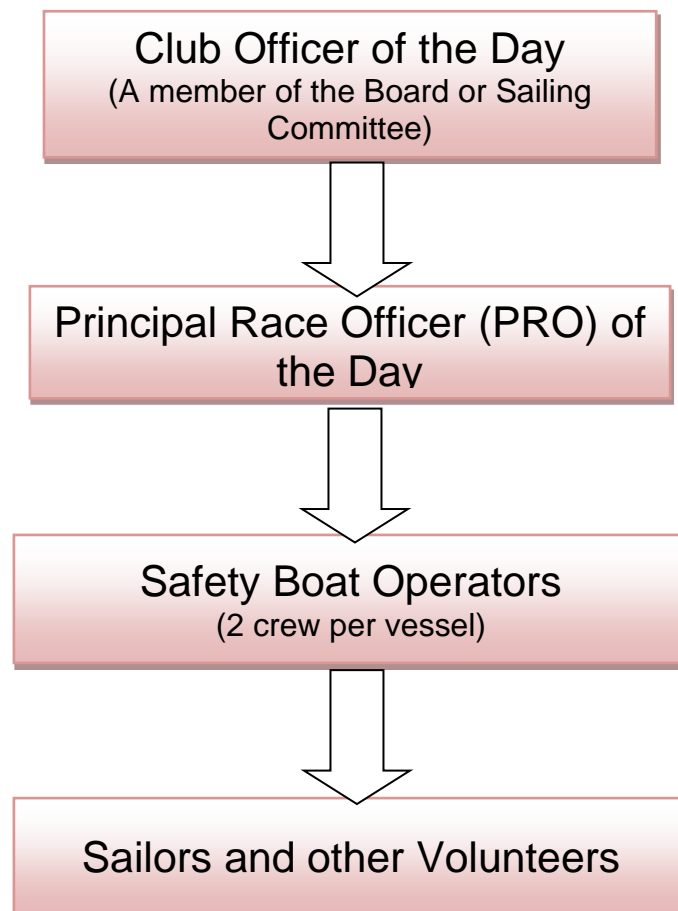 Club Officer of the Day
(A member of the Board or Sailing
Committee)
Principal Race Officer (PRO) of
the Day
Safety Boat Operators
(2 crew per vessel)
Sailors and other Volunteers